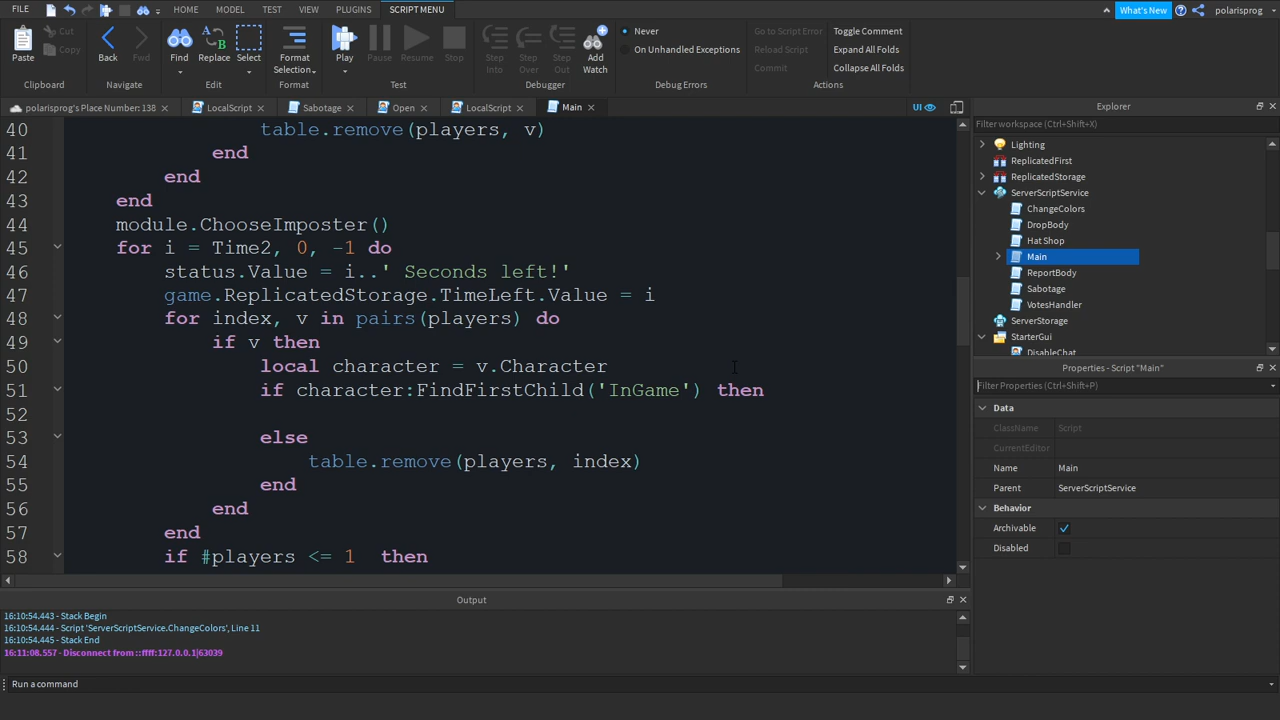 FILE HOME MODEL TEST VIEW PLUGINS SCRIPT MENU What's New polarisprog
Paste Cut Copy Back Fwd Find Replace Select Format Selection Play Pause Resume Stop Step Into Step Over Step Out Add Watch Never On Unhandled Exceptions Go to Script Error Reload Script Commit Toggle Comment Expand All Folds Collapse All Folds
Clipboard Navigate Edit Format Test Debugger Debug Errors Actions
polarisprog's Place Number: 138 LocalScript Sabotage Open LocalScript Main UI
40 table.remove(players, v)
41 end
42 end
43 end
44 module.ChooseImposter()
45 for i = Time2, 0, -1 do
46 status.Value = i..' Seconds left!'
47 game.ReplicatedStorage.TimeLeft.Value = i
48 for index, v in pairs(players) do
49 if v then
50 local character = v.Character
51 if character:FindFirstChild('InGame') then
52
53 else
54 table.remove(players, index)
55 end
56 end
57 end
58 if #players <= 1 then
Explorer
Filter workspace (Ctrl+Shift+X)
Lighting
ReplicatedFirst
ReplicatedStorage
ServerScriptService
ChangeColors
DropBody
Hat Shop
Main
ReportBody
Sabotage
VotesHandler
ServerStorage
StarterGui
DisableChat
Properties - Script "Main"
Filter Properties (Ctrl+Shift+P)
Data
ClassName Script
CurrentEditor
Name Main
Parent ServerScriptService
Behavior
Archivable
Disabled
Output
16:10:54.443 - Stack Begin
16:10:54.444 - Script 'ServerScriptService.ChangeColors', Line 11
16:10:54.445 - Stack End
16:11:08.557 - Disconnect from ::ffff:127.0.0.1|63039
Run a command